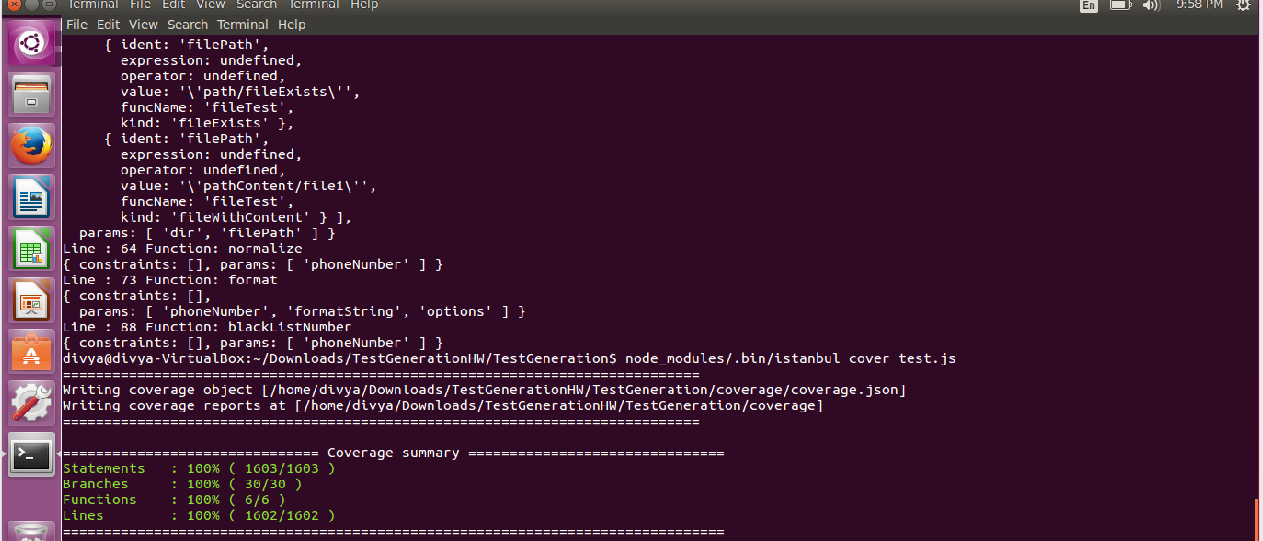 Terminal File Edit View Search Terminal Help En 9:58 PM
File Edit View Search Terminal Help
{ ident: 'filePath',
expression: undefined,
operator: undefined,
value: '\'path/fileExists\'',
funcName: 'fileTest',
kind: 'fileExists' },
{ ident: 'filePath',
expression: undefined,
operator: undefined,
value: '\'pathContent/file1\'',
funcName: 'fileTest',
kind: 'fileWithContent' } ],
params: [ 'dir', 'filePath' ] }
Line : 64 Function: normalize
{ constraints: [], params: [ 'phoneNumber' ] }
Line : 73 Function: format
{ constraints: [],
params: [ 'phoneNumber', 'formatString', 'options' ] }
Line : 88 Function: blackListNumber
{ constraints: [], params: [ 'phoneNumber' ] }
divya@divya-VirtualBox:~/Downloads/TestGenerationHW/TestGeneration$ node_modules/.bin/istanbul cover test.js
=============================================================================
Writing coverage object [/home/divya/Downloads/TestGenerationHW/TestGeneration/coverage/coverage.json]
Writing coverage reports at [/home/divya/Downloads/TestGenerationHW/TestGeneration/coverage]
=============================================================================
=============================== Coverage summary ===============================
Statements : 100% ( 1603/1603 )
Branches : 100% ( 30/30 )
Functions : 100% ( 6/6 )
Lines : 100% ( 1602/1602 )
================================================================================